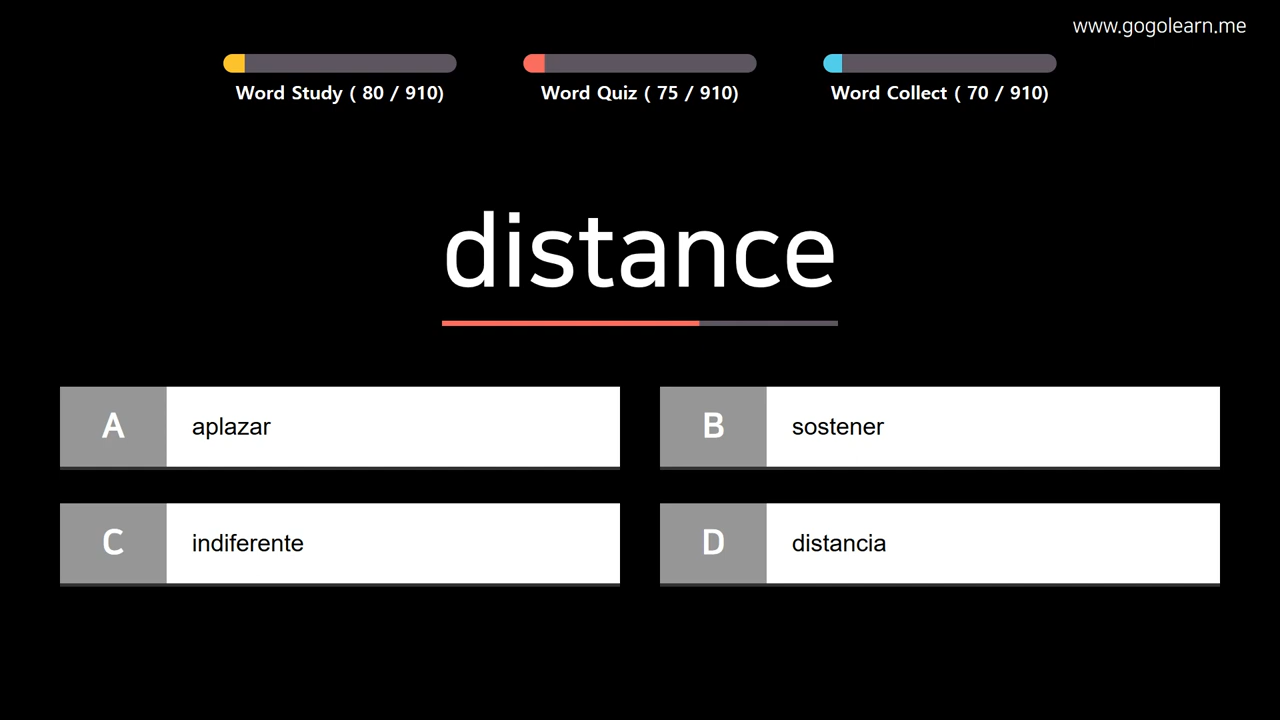 www.gogolearn.me
Word Study ( 80 / 910)
Word Quiz ( 75 / 910)
Word Collect ( 70 / 910)
distance
A aplazar
B sostener
C indiferente
D distancia